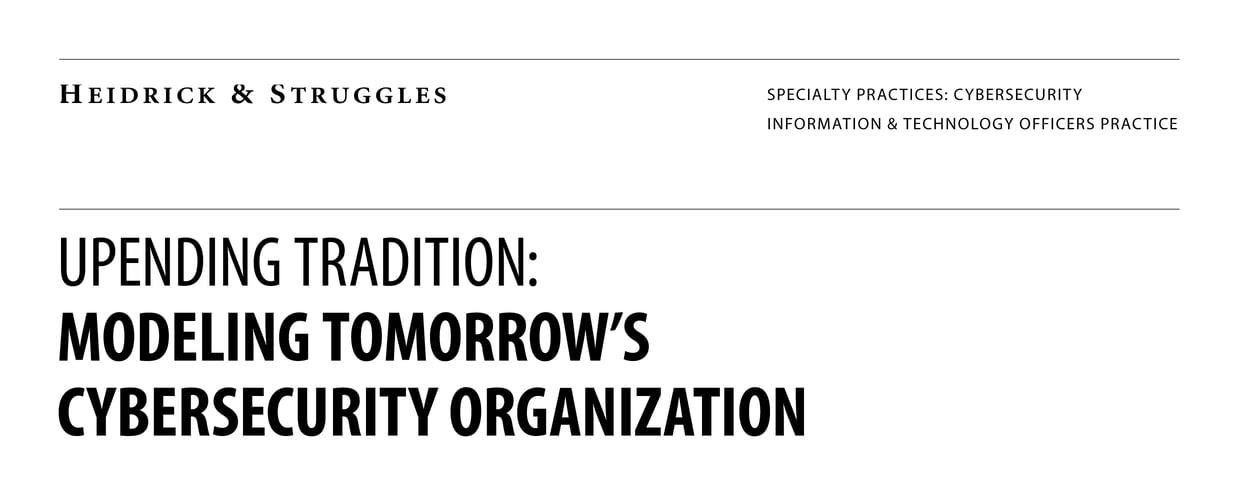 HEIDRICK & STRUGGLES
SPECIALTY PRACTICES: CYBERSECURITY
INFORMATION & TECHNOLOGY OFFICERS PRACTICE
UPENDING TRADITION:
MODELING TOMORROW’S
CYBERSECURITY ORGANIZATION